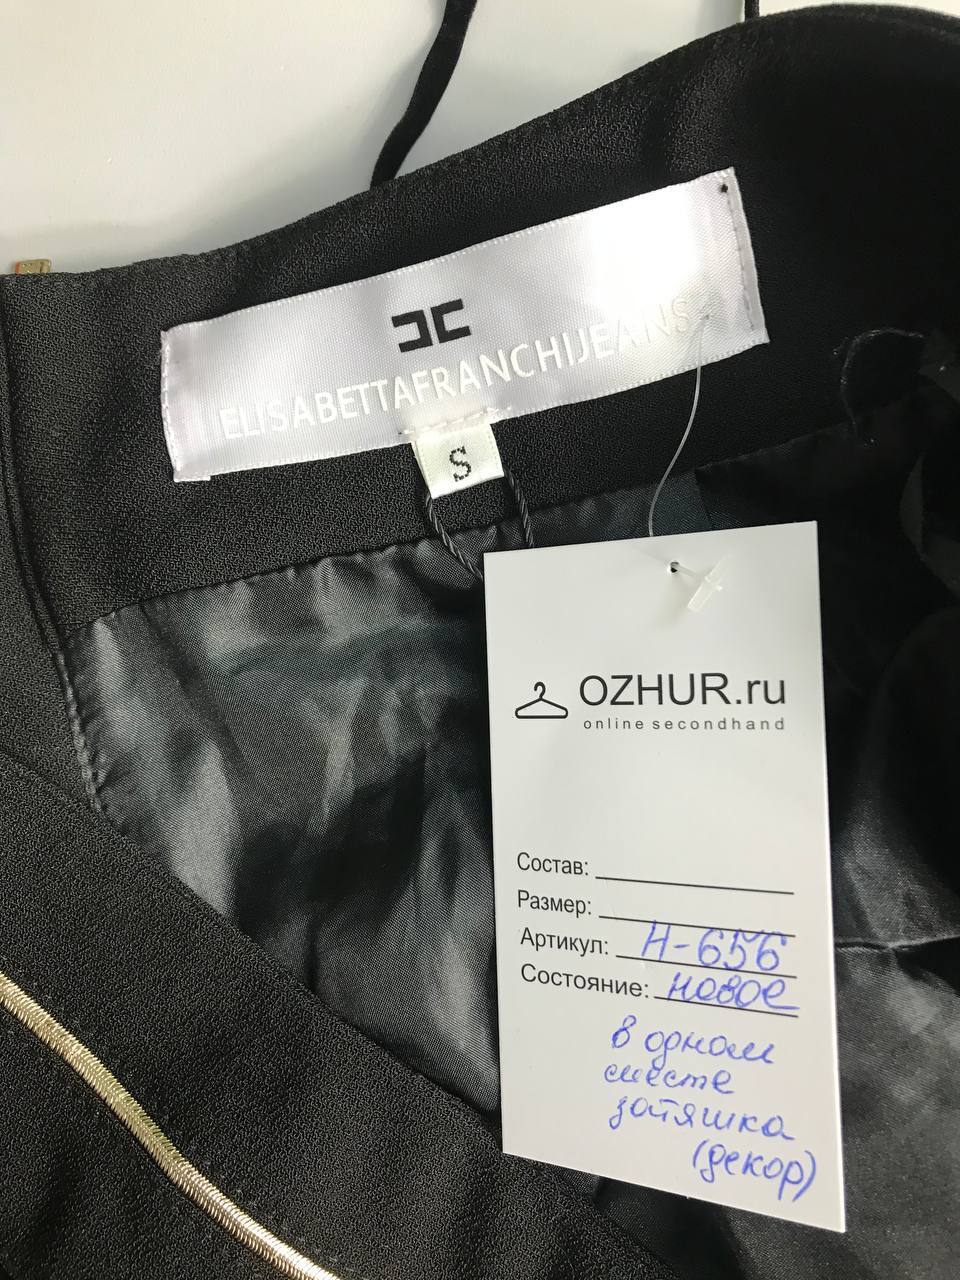 ELISABETTAFRANCHIJEANS
S
OZHUR.ru
online secondhand
Состав:
Размер:
Артикул: Н-656
Состояние: новое
в одном
месте
затяжка
(декор)